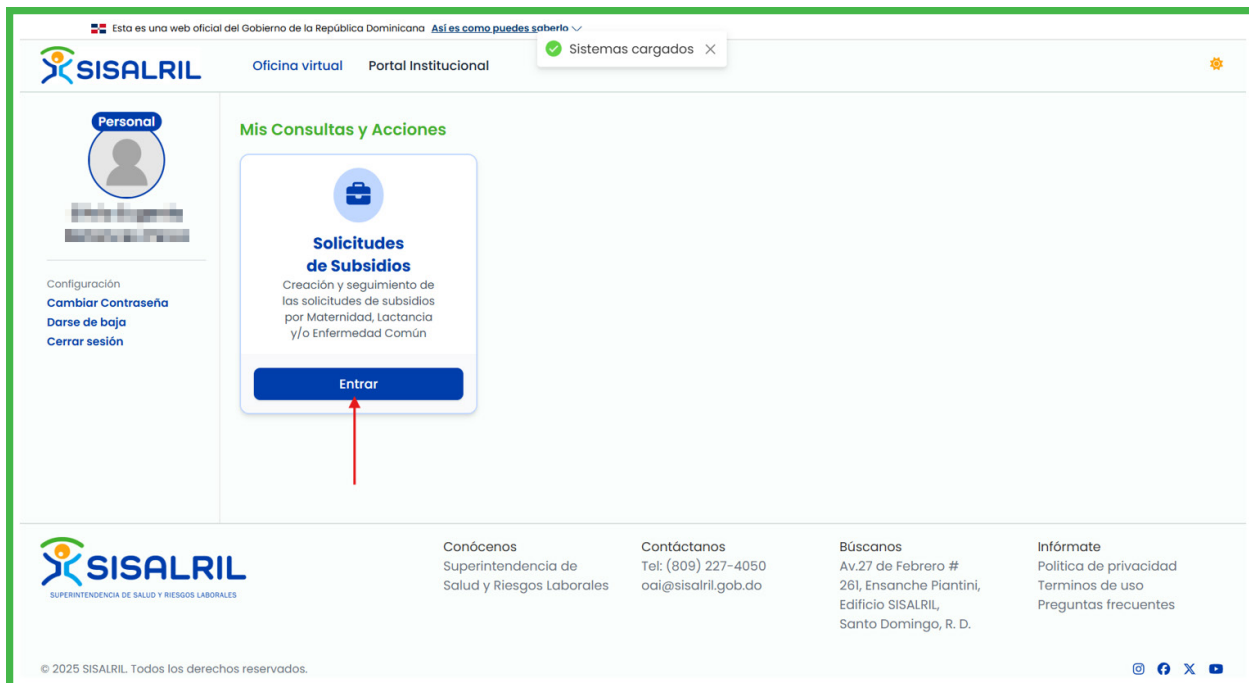 Esta es una web oficial del Gobierno de la República Dominicana Así es como puedes saberlo
Sistemas cargados
SISALRIL
Oficina virtual
Portal Institucional
Personal
Configuración
Cambiar Contraseña
Darse de baja
Cerrar sesión
Mis Consultas y Acciones
Solicitudes
de Subsidios
Creación y seguimiento de
las solicitudes de subsidios
por Maternidad, Lactancia
y/o Enfermedad Común
Entrar
SISALRIL
SUPERINTENDENCIA DE SALUD Y RIESGOS LABORALES
Conócenos
Superintendencia de
Salud y Riesgos Laborales
Contáctanos
Tel: (809) 227-4050
oai@sisalril.gob.do
Búscanos
Av.27 de Febrero #
261, Ensanche Piantini,
Edificio SISALRIL,
Santo Domingo, R. D.
Infórmate
Politica de privacidad
Terminos de uso
Preguntas frecuentes
© 2025 SISALRIL. Todos los derechos reservados.